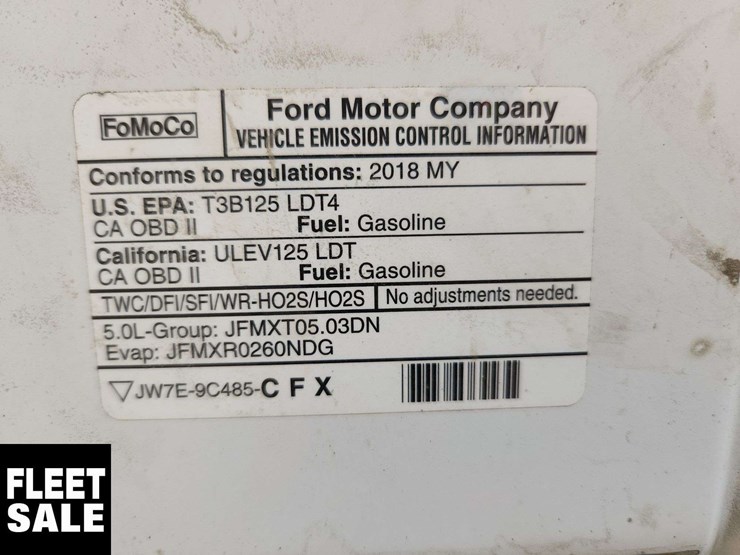 FoMoCo
Ford Motor Company
VEHICLE EMISSION CONTROL INFORMATION
Conforms to regulations: 2018 MY
U.S. EPA: T3B125 LDT4
CA OBD II Fuel: Gasoline
California: ULEV125 LDT
CA OBD II Fuel: Gasoline
TWC/DFI/SFI/WR-HO2S/HO2S No adjustments needed.
5.0L-Group: JFMXT05.03DN
Evap: JFMXR0260NDG
JW7E-9C485-C F X
FLEET
SALE